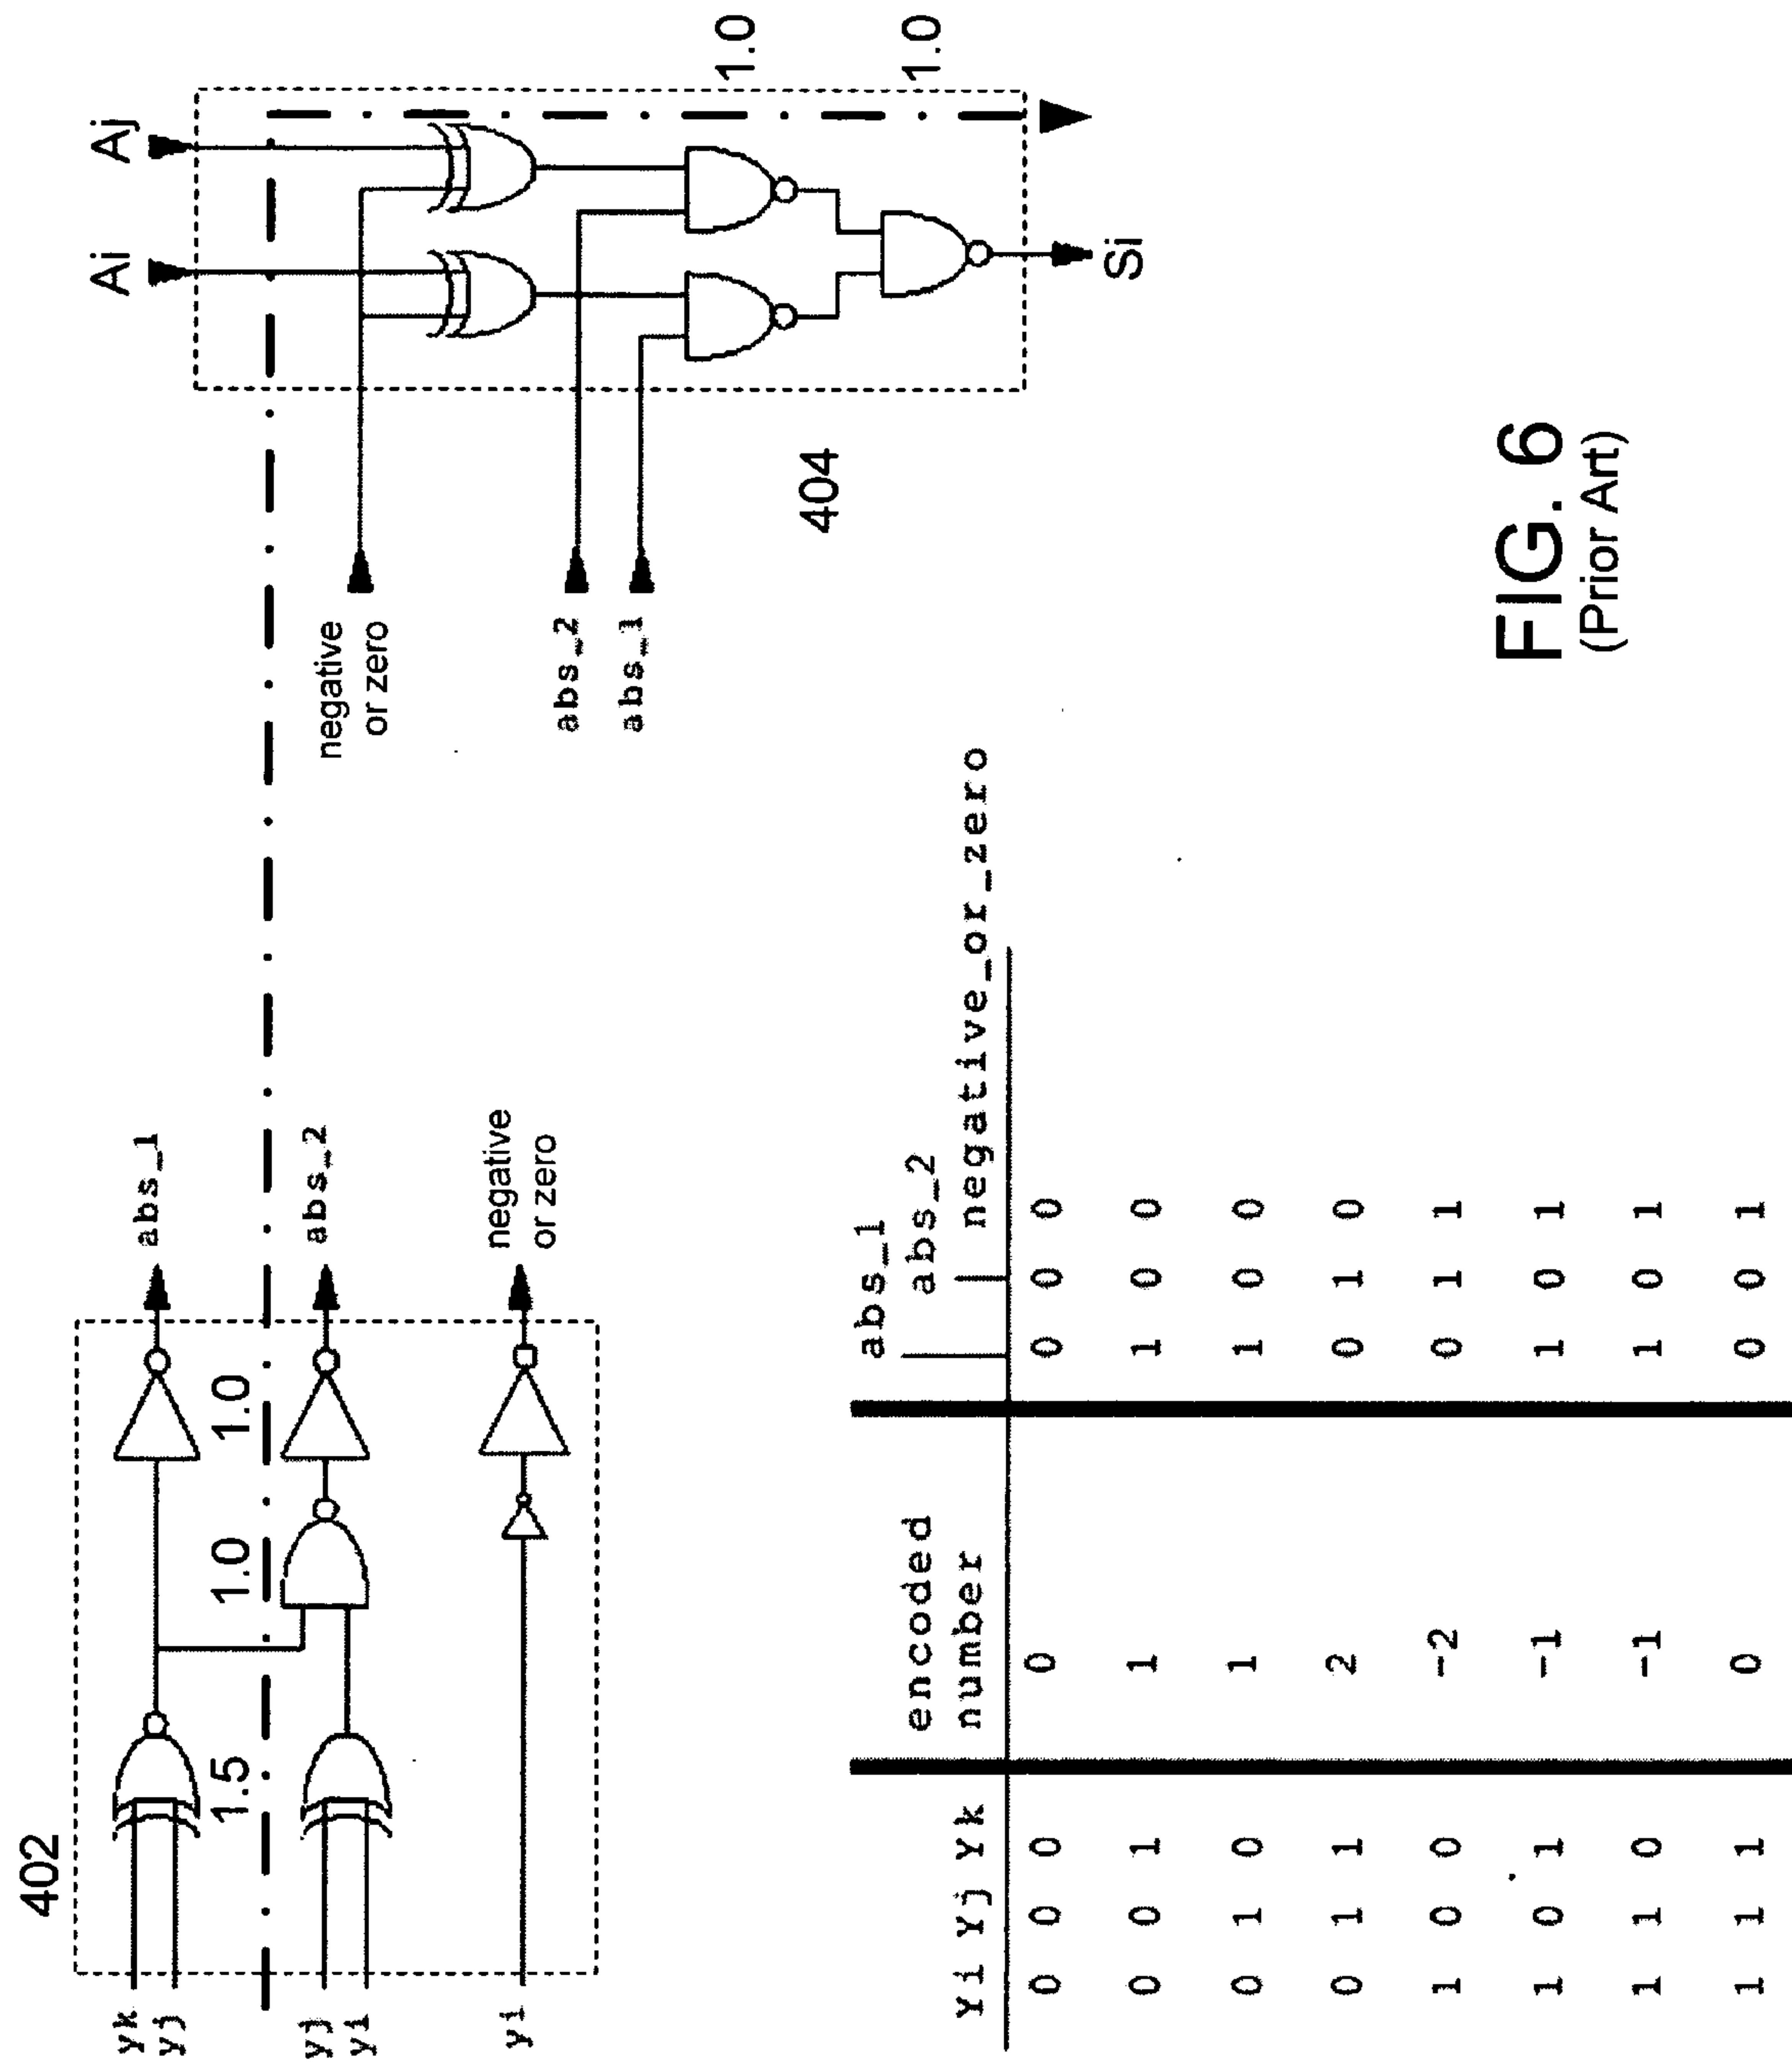 402
yk
yj
yj
yi
yi
1.5
1.0
1.0
abs_1
abs_2
negative
or zero
Ai
Aj
negative
or zero
abs_2
abs_1
404
1.0
1.0
Si
encoded
number
abs_1
abs_2
negative_or_zero
Yi Yj Yk
0 0 0 0 0 0 0
0 0 1 1 1 0 0
0 1 0 1 1 0 0
0 1 1 2 0 1 0
1 0 0 -2 0 1 1
1 0 1 -1 1 0 1
1 1 0 -1 1 0 1
1 1 1 0 0 0 1
FIG. 6
(Prior Art)